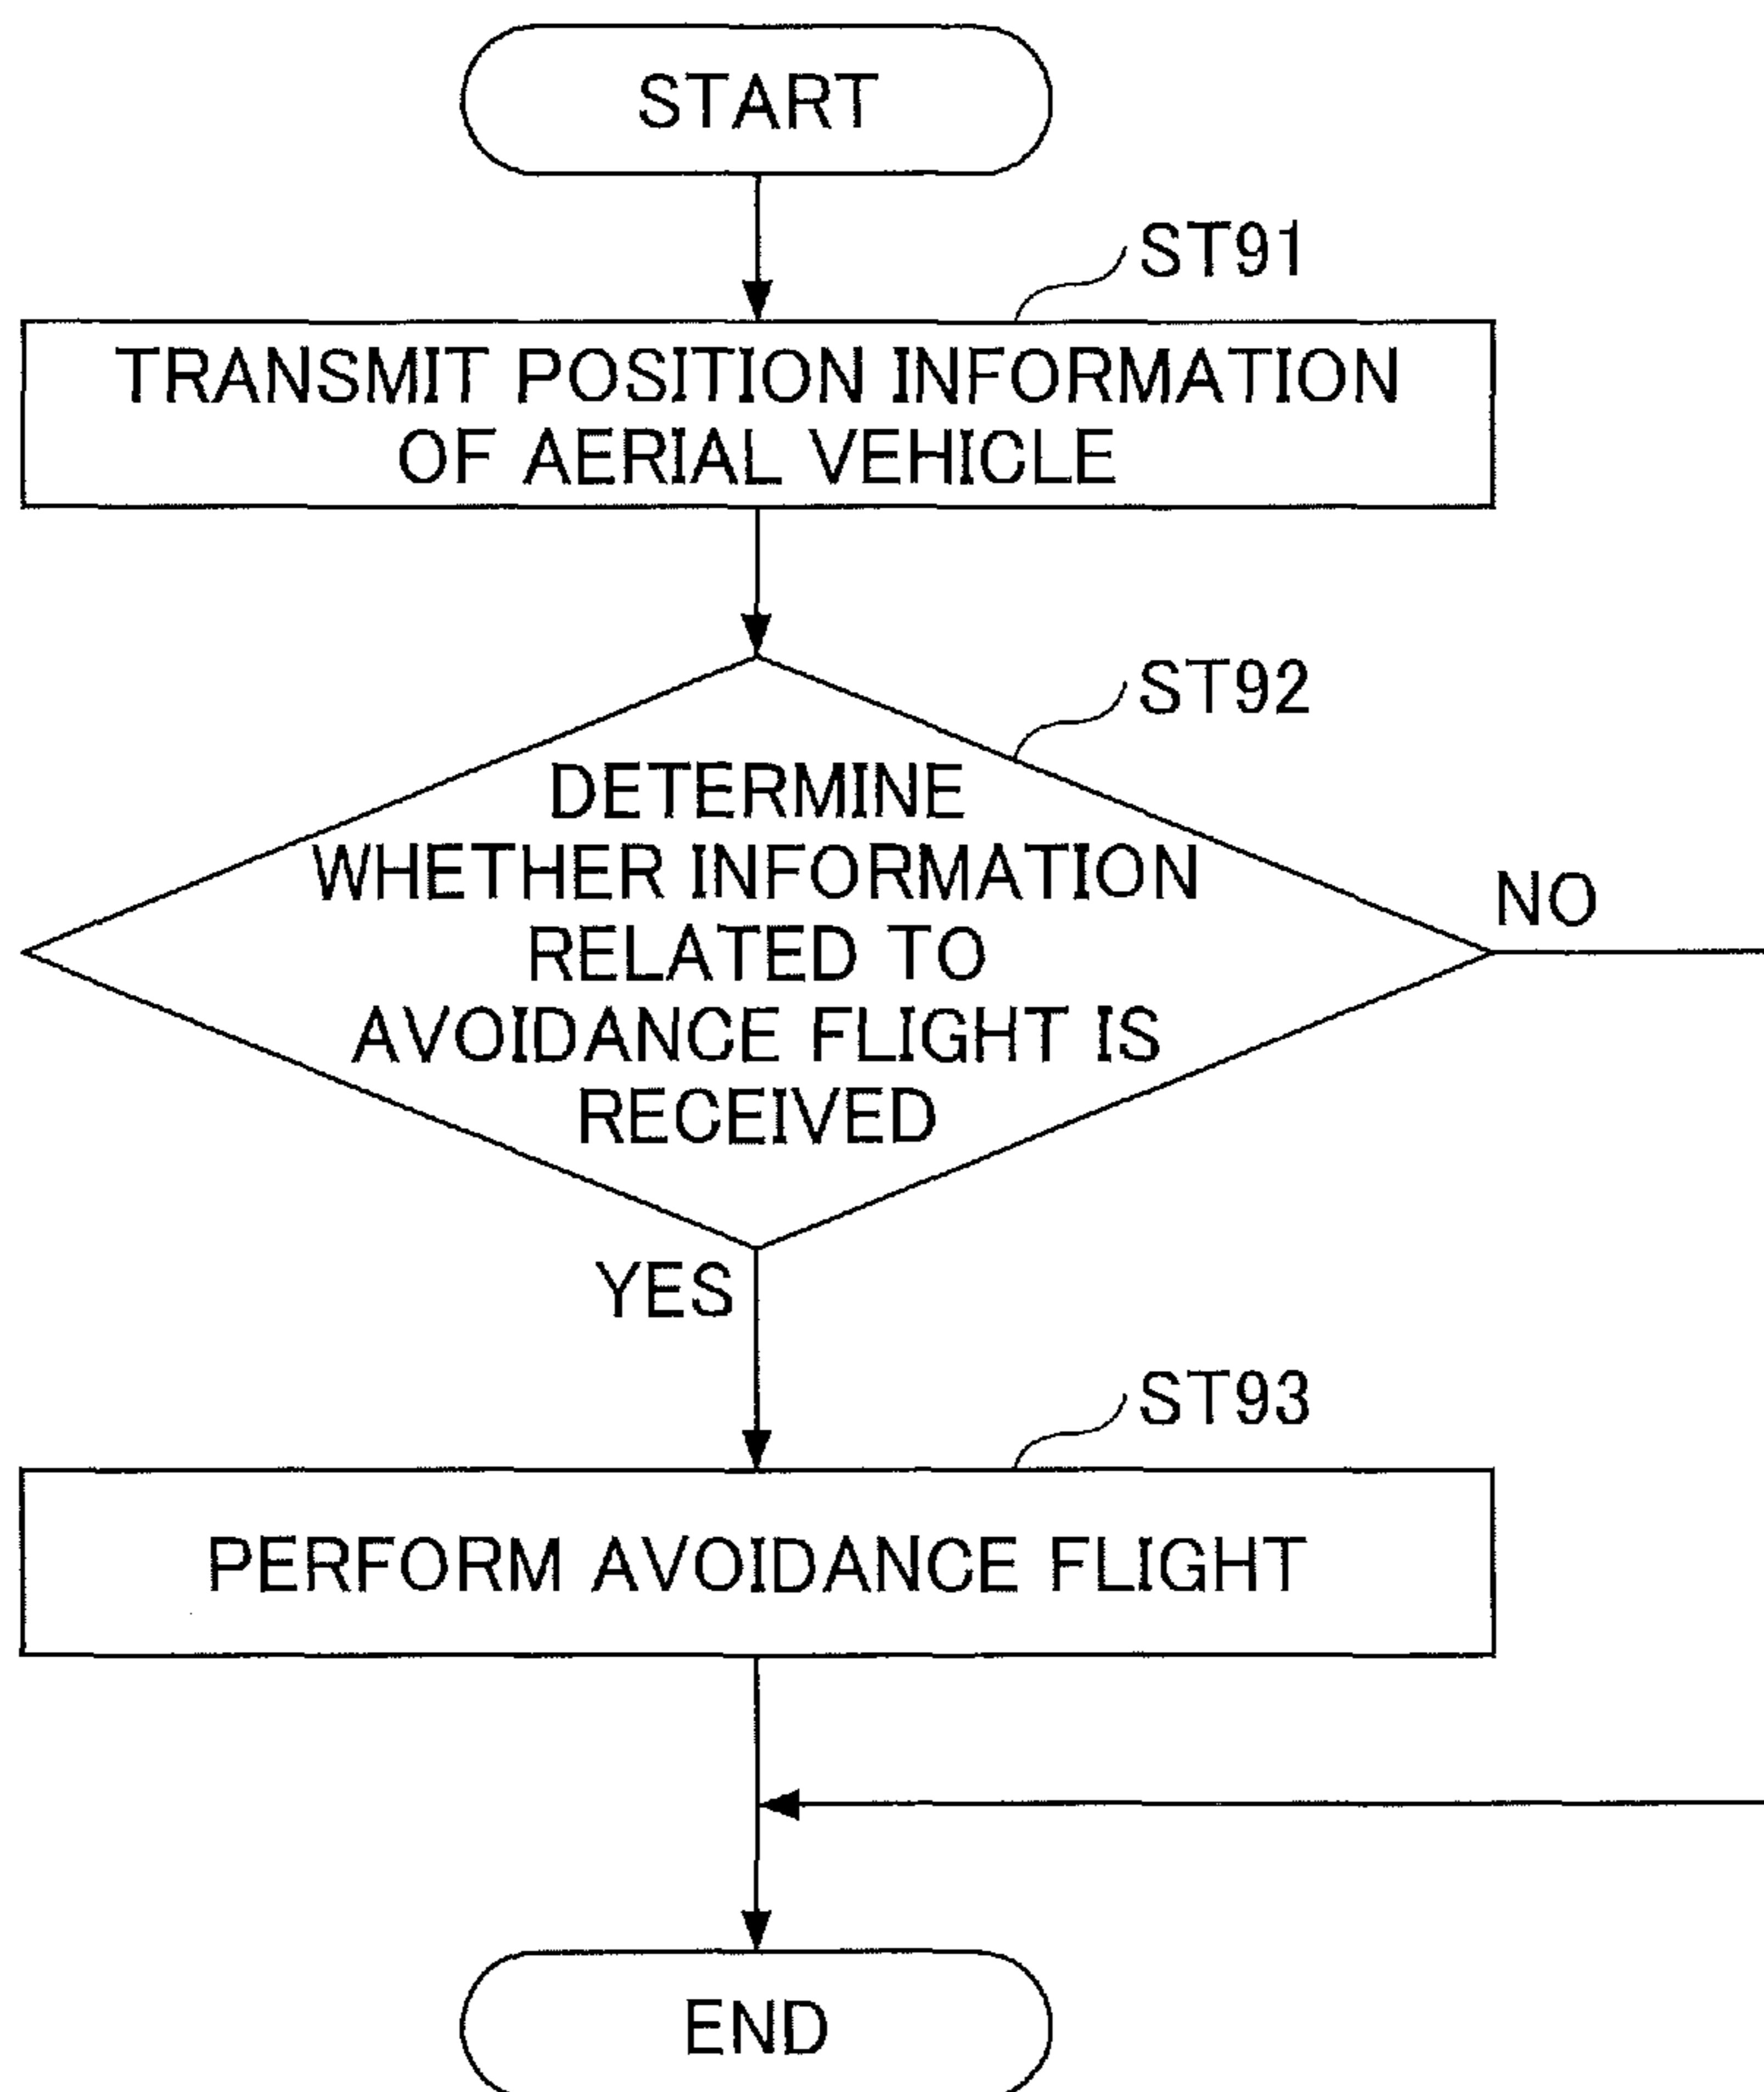 START
ST91
TRANSMIT POSITION INFORMATION
OF AERIAL VEHICLE
ST92
DETERMINE
WHETHER INFORMATION
RELATED TO
AVOIDANCE FLIGHT IS
RECEIVED
NO
YES
ST93
PERFORM AVOIDANCE FLIGHT
END